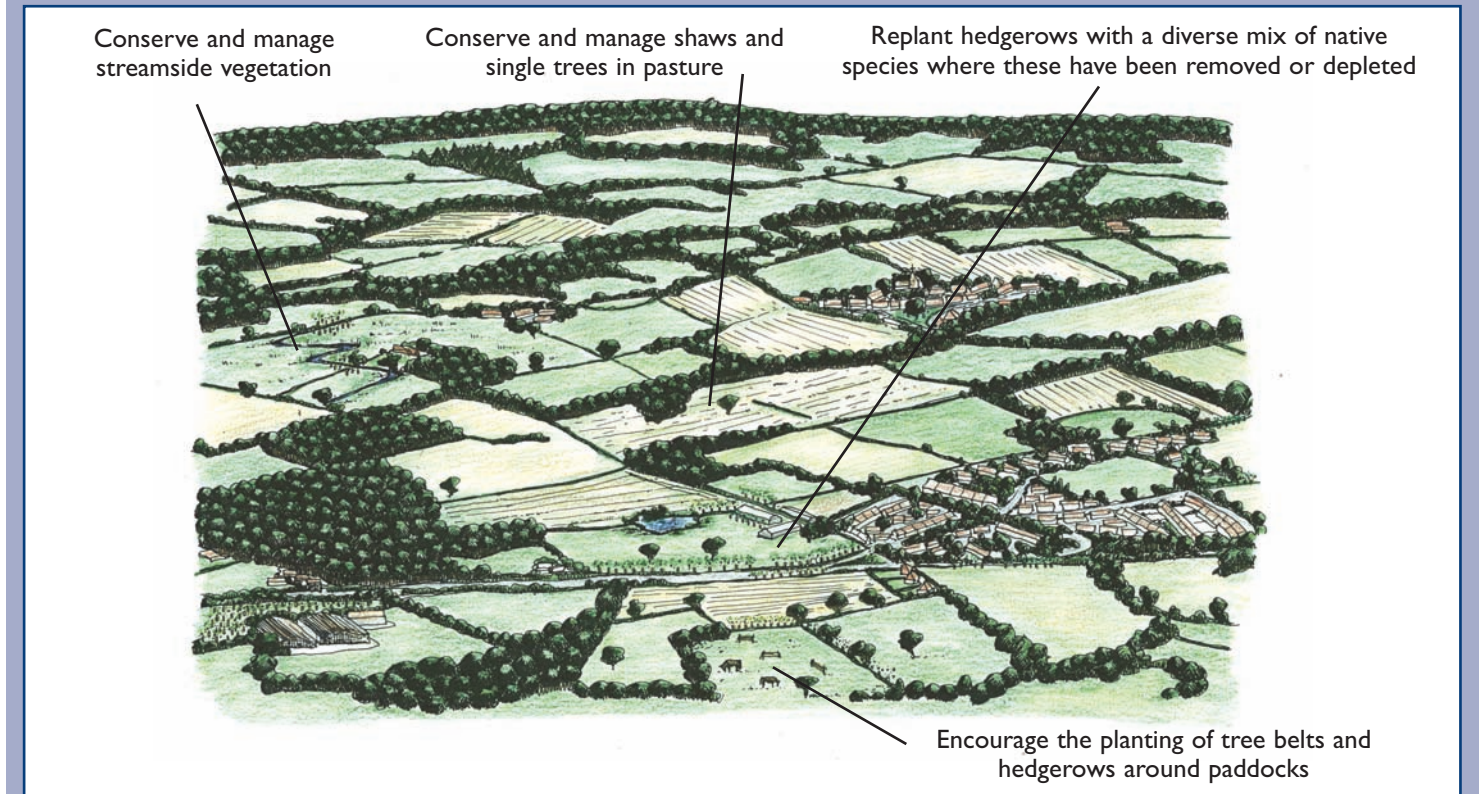 Conserve and manage
streamside vegetation
Conserve and manage shaws and
single trees in pasture
Replant hedgerows with a diverse mix of native
species where these have been removed or depleted
Encourage the planting of tree belts and
hedgerows around paddocks